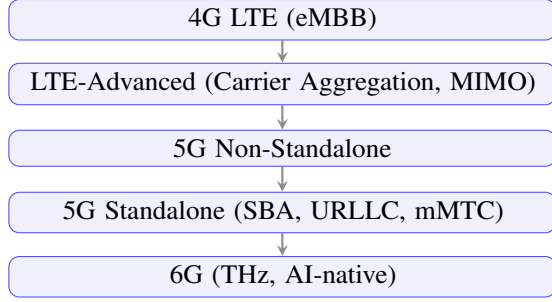 4G LTE (eMBB)
LTE-Advanced (Carrier Aggregation, MIMO)
5G Non-Standalone
5G Standalone (SBA, URLLC, mMTC)
6G (THz, AI-native)